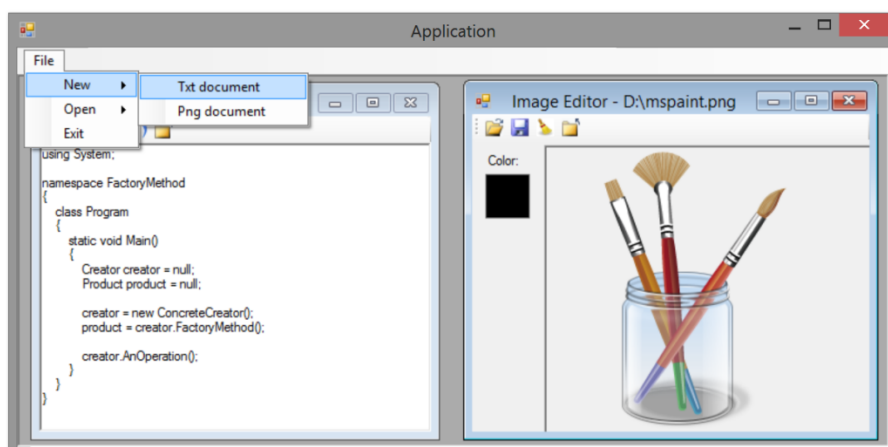 Application
File
New
Txt document
Open
Png document
Exit
using System;
namespace FactoryMethod
{
class Program
{
static void Main()
{
Creator creator = null;
Product product = null;
creator = new ConcreteCreator();
product = creator.FactoryMethod();
creator.AnOperation();
}
}
}
Image Editor - D:\mspaint.png
Color: